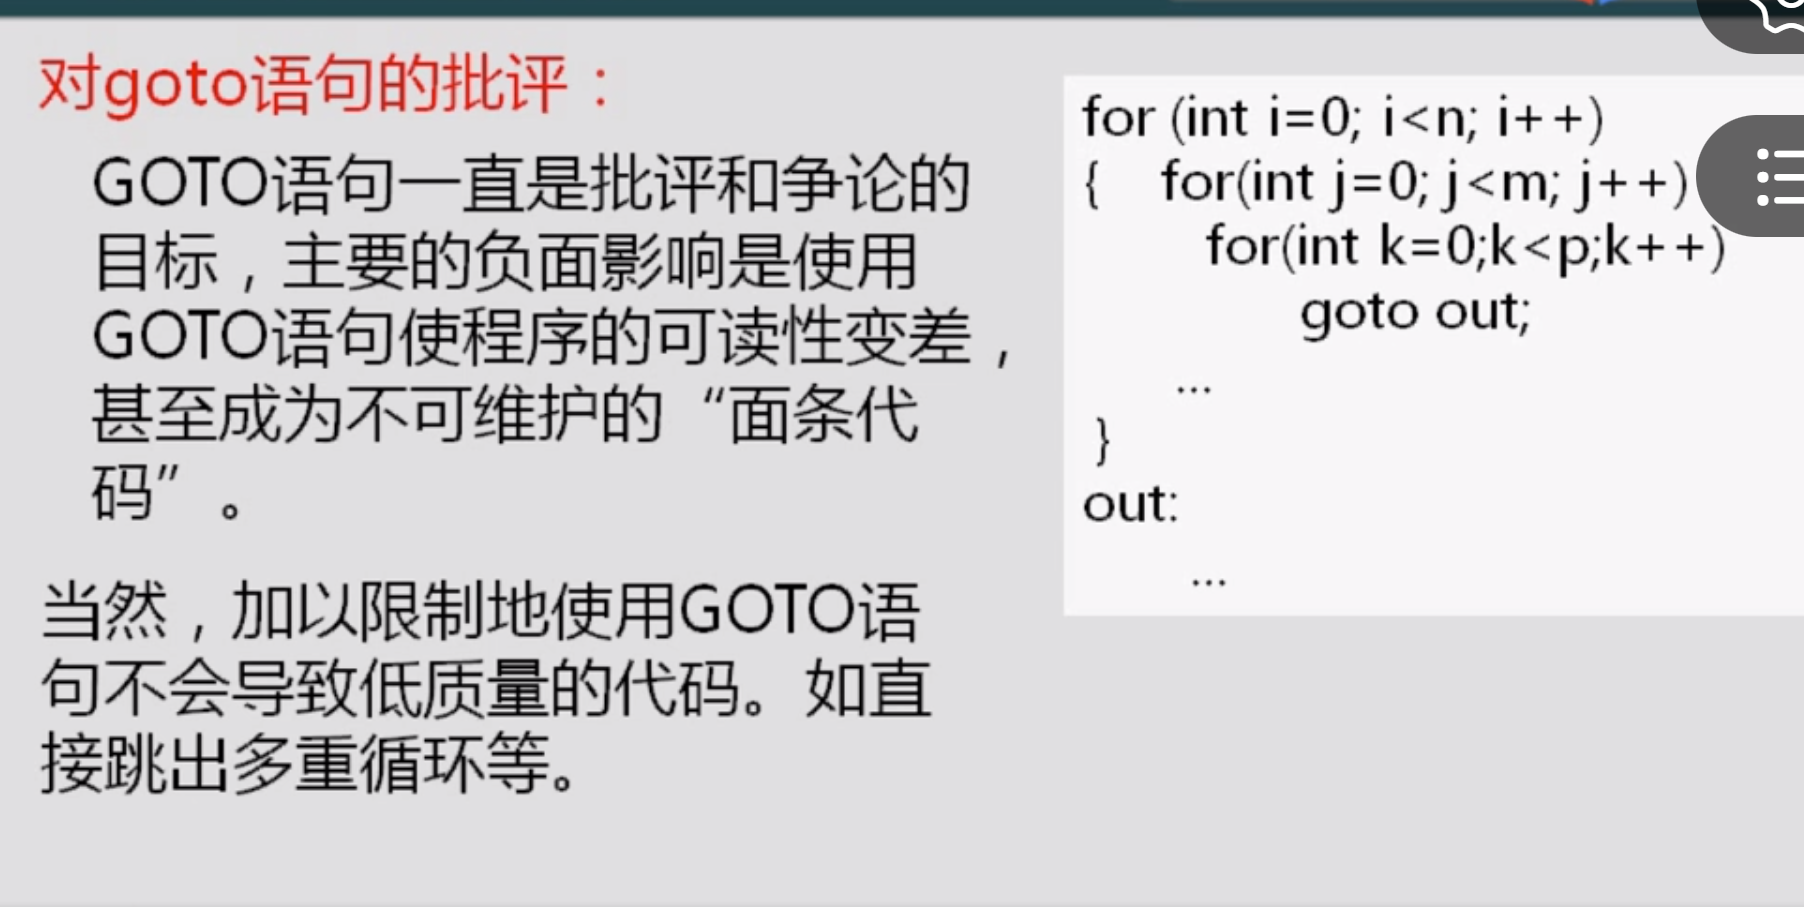 对goto语句的批评：
GOTO语句一直是批评和争论的
目标，主要的负面影响是使用
GOTO语句使程序的可读性变差，
甚至成为不可维护的“面条代
码”。
当然，加以限制地使用GOTO语
句不会导致低质量的代码。如直
接跳出多重循环等。
for (int i=0; i<n; i++)
{ for(int j=0; j<m; j++)
for(int k=0;k<p;k++)
goto out;
...
}
out:
...